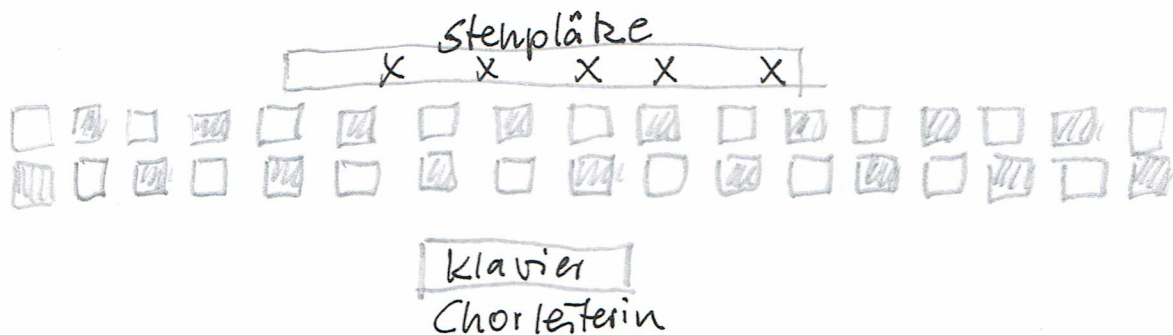 Stehplätze
X X X X X
Klavier
Chorleiterin